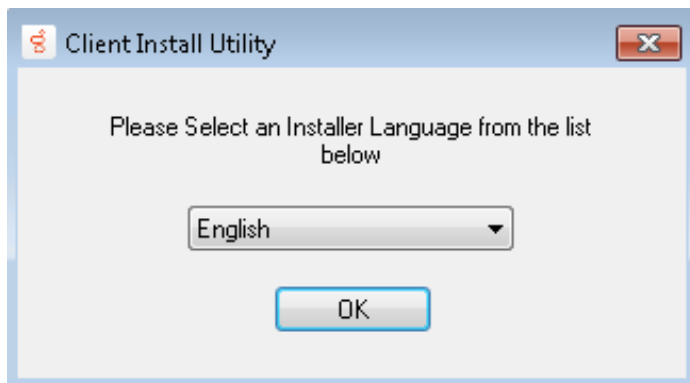 Client Install Utility
Please Select an Installer Language from the list
below
English
OK